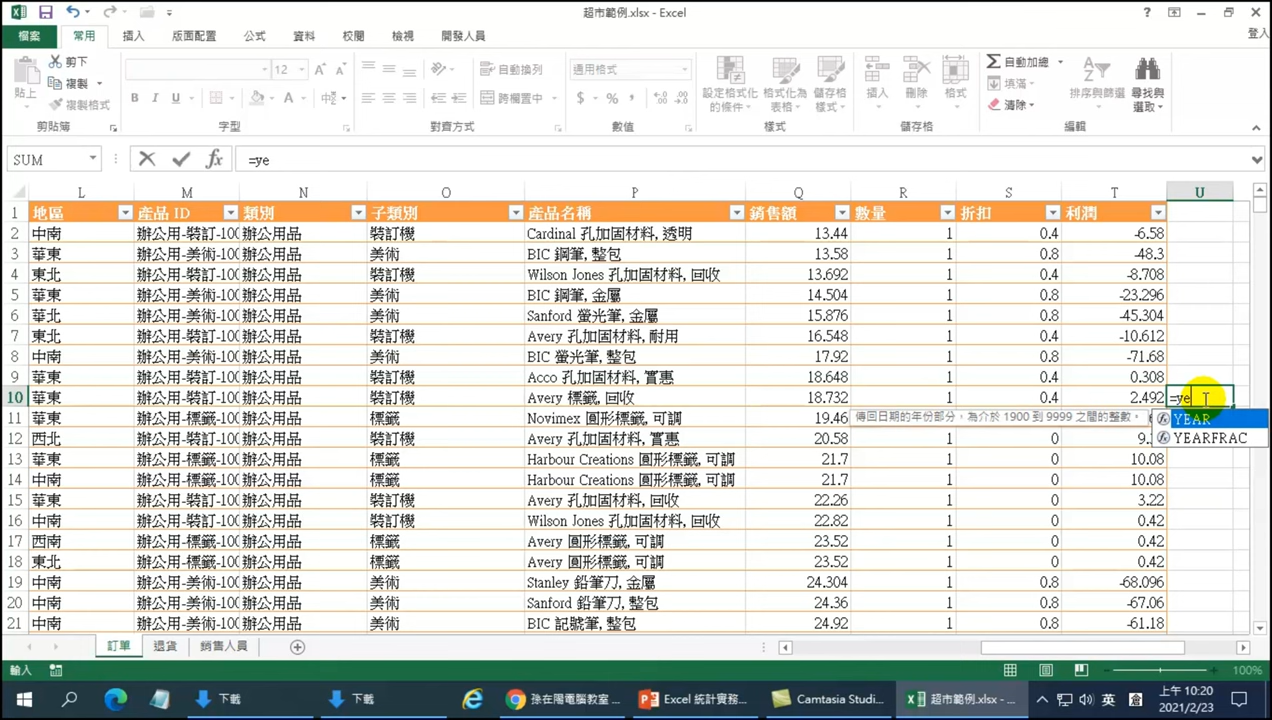 超市範例.xlsx - Excel
檔案 常用 插入 版面配置 公式 資料 校閱 檢視 開發人員 登入
貼上 剪下 複製 複製格式 12 自動換列 跨欄置中 通用格式 設定格式化的條件 格式化為表格 儲存格樣式 插入 刪除 格式 自動加總 填滿 清除 排序與篩選 尋找與選取
剪貼簿 字型 對齊方式 數值 樣式 儲存格 編輯
SUM =ye
L M N O P Q R S T U
1 地區 產品 ID 類別 子類別 產品名稱 銷售額 數量 折扣 利潤
2 中南 辦公用-裝訂-100 辦公用品 裝訂機 Cardinal 孔加固材料, 透明 13.44 1 0.4 -6.58
3 華東 辦公用-美術-100 辦公用品 美術 BIC 鋼筆, 整包 13.58 1 0.8 -48.3
4 東北 辦公用-裝訂-100 辦公用品 裝訂機 Wilson Jones 孔加固材料, 回收 13.692 1 0.4 -8.708
5 華東 辦公用-美術-100 辦公用品 美術 BIC 鋼筆, 金屬 14.504 1 0.8 -23.296
6 華北 辦公用-美術-100 辦公用品 美術 Sanford 螢光筆, 金屬 15.876 1 0.8 -45.304
7 東北 辦公用-裝訂-100 辦公用品 裝訂機 Avery 孔加固材料, 耐用 16.548 1 0.4 -10.612
8 中南 辦公用-美術-100 辦公用品 美術 BIC 螢光筆, 整包 17.92 1 0.8 -71.68
9 華東 辦公用-裝訂-100 辦公用品 裝訂機 Acco 孔加固材料, 實惠 18.648 1 0.4 0.308
10 華東 辦公用-裝訂-100 辦公用品 裝訂機 Avery 標籤, 回收 18.732 1 0.4 2.492 =ye
11 華東 辦公用-標籤-100 辦公用品 標籤 Novimex 圓形標籤, 可調 19.46 傳回日期的年份部分，為介於 1900 到 9999 之間的整數。 YEAR
12 西北 辦公用-裝訂-100 辦公用品 裝訂機 Avery 孔加固材料, 實惠 20.58 1 0 9. YEARFRAC
13 華東 辦公用-標籤-100 辦公用品 標籤 Harbour Creations 圓形標籤, 可調 21.7 1 0 10.08
14 中南 辦公用-標籤-100 辦公用品 標籤 Harbour Creations 圓形標籤, 可調 21.7 1 0 10.08
15 華東 辦公用-裝訂-100 辦公用品 裝訂機 Avery 孔加固材料, 回收 22.26 1 0 3.22
16 中南 辦公用-裝訂-100 辦公用品 裝訂機 Wilson Jones 孔加固材料, 回收 22.82 1 0 0.42
17 西南 辦公用-標籤-100 辦公用品 標籤 Avery 圓形標籤, 可調 23.52 1 0 0.42
18 東北 辦公用-標籤-100 辦公用品 標籤 Avery 圓形標籤, 可調 23.52 1 0 0.42
19 中南 辦公用-美術-100 辦公用品 美術 Stanley 鉛筆刀, 金屬 24.304 1 0.8 -68.096
20 中南 辦公用-美術-100 辦公用品 美術 Sanford 鉛筆刀, 整包 24.36 1 0.8 -67.06
21 華東 辦公用-美術-100 辦公用品 美術 BIC 記號筆, 整包 24.92 1 0.8 -61.18
訂單 退貨 銷售人員
輸入 100%
下載 下載 孫在陽電腦教室... Excel 統計實務... Camtasia Studi... 超市範例.xlsx - ... 英 上午 10:20
2021/2/23